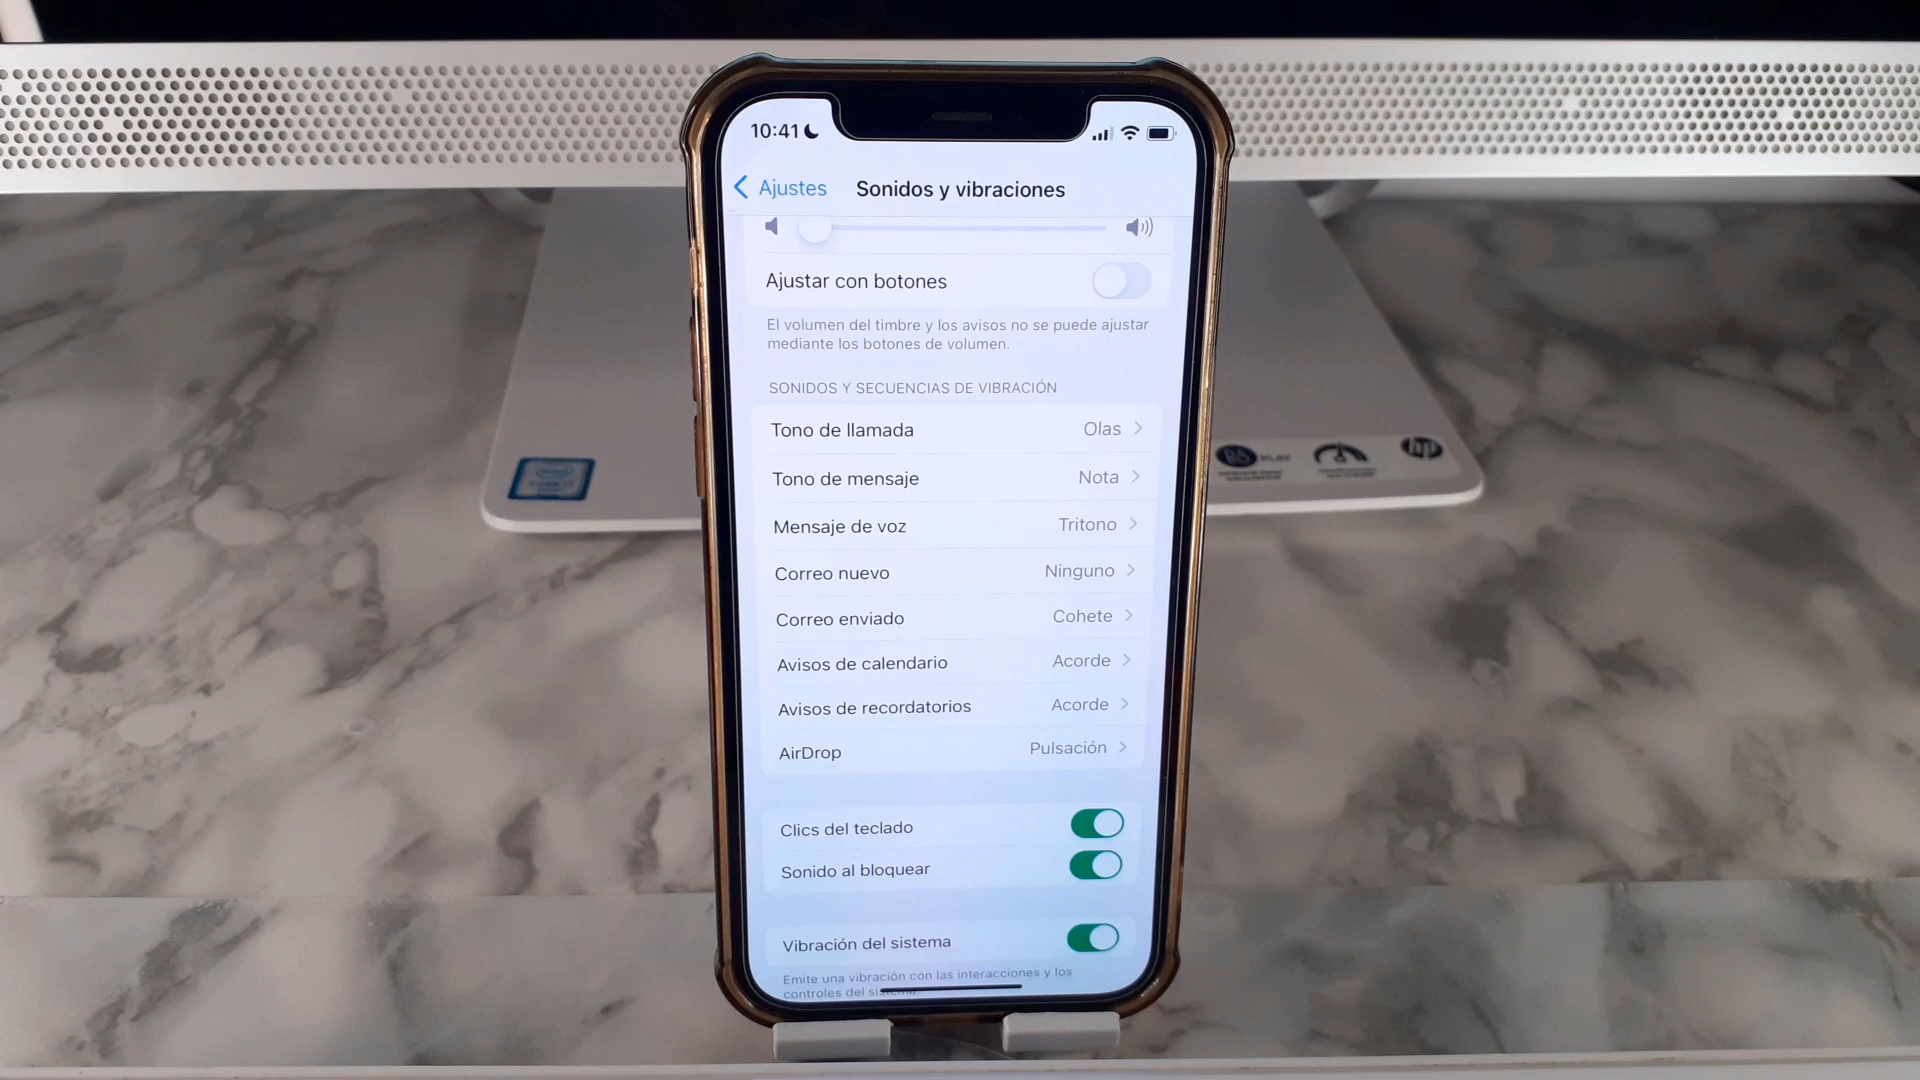 10:41
Ajustes Sonidos y vibraciones
Ajustar con botones
El volumen del timbre y los avisos no se puede ajustar
mediante los botones de volumen.
SONIDOS Y SECUENCIAS DE VIBRACIÓN
Tono de llamada Olas
Tono de mensaje Nota
Mensaje de voz Tritono
Correo nuevo Ninguno
Correo enviado Cohete
Avisos de calendario Acorde
Avisos de recordatorios Acorde
AirDrop Pulsación
Clics del teclado
Sonido al bloquear
Vibración del sistema
Emite una vibración con las interacciones y los
controles del sistema.
hp